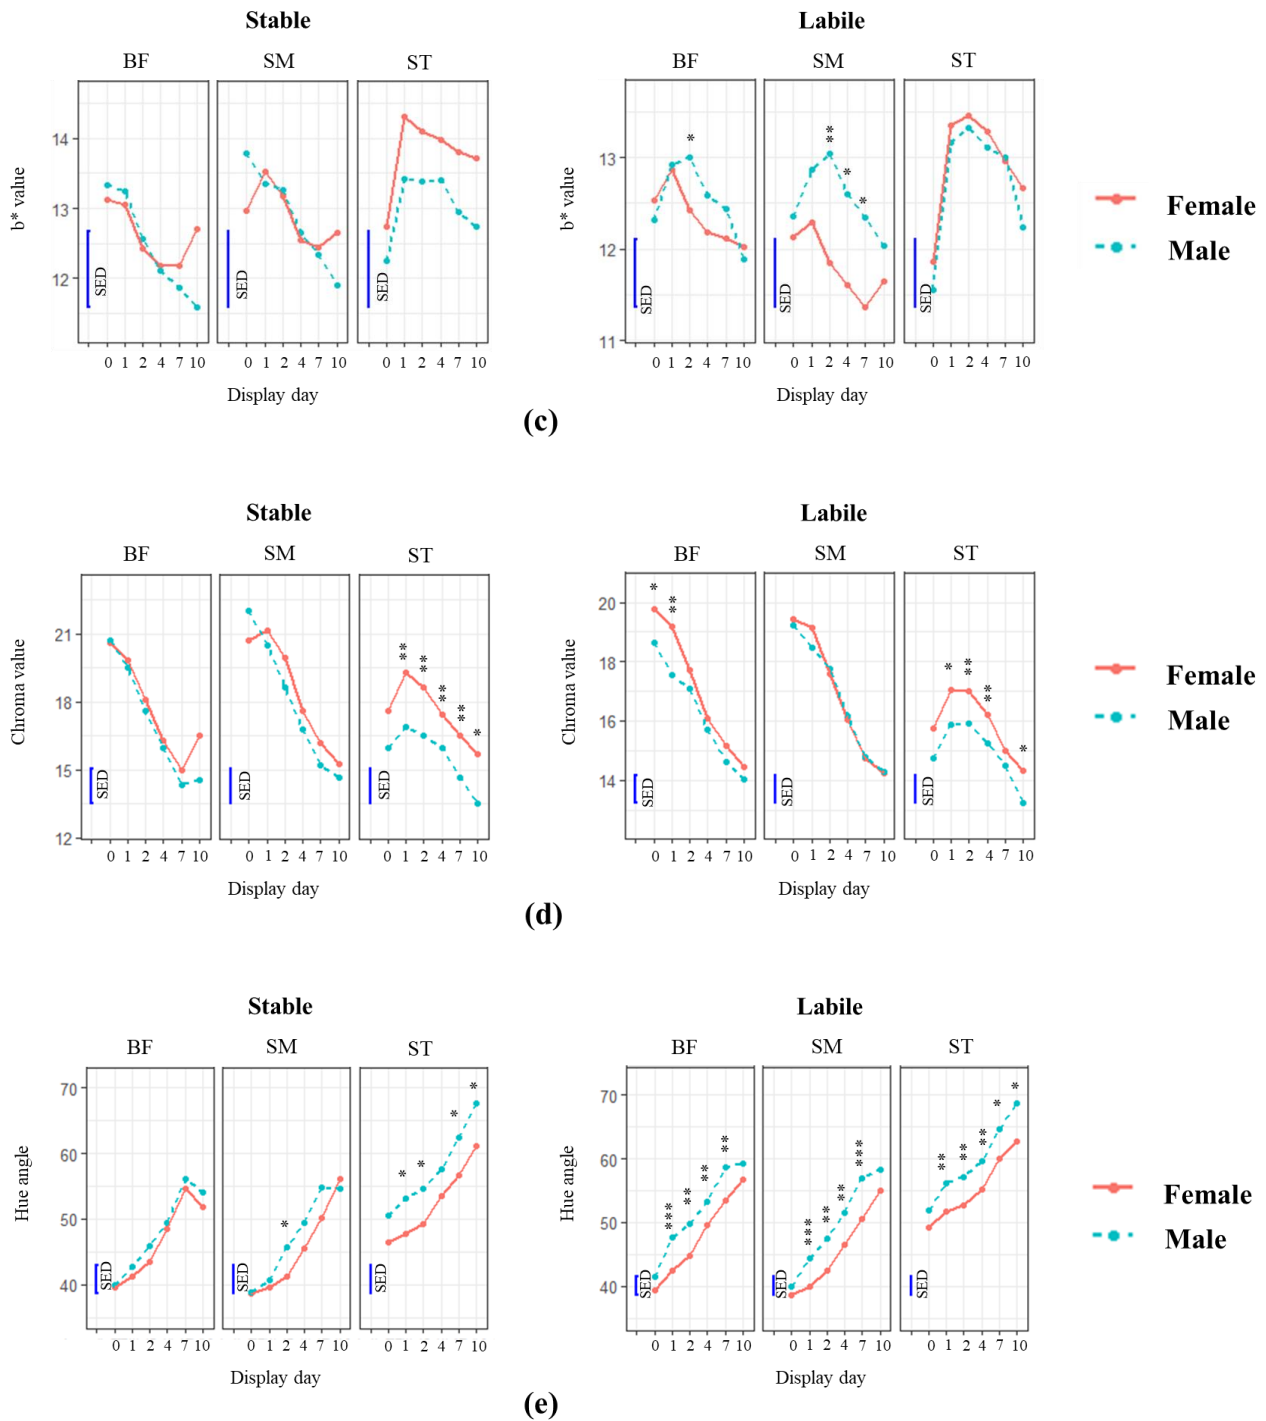 Stable Labile
BF SM ST BF SM ST
b* value
14
13
12
SED SED SED
0 1 2 4 7 10 0 1 2 4 7 10 0 1 2 4 7 10
Display day
b* value
13
12
11
* ** * *
SED SED SED
0 1 2 4 7 10 0 1 2 4 7 10 0 1 2 4 7 10
Display day
Female
Male
(c)
Stable Labile
BF SM ST BF SM ST
Chroma value
21
18
15
12
** ** ** ** *
SED SED SED
0 1 2 4 7 10 0 1 2 4 7 10 0 1 2 4 7 10
Display day
Chroma value
20
18
16
14
* ** * ** ** *
SED SED SED
0 1 2 4 7 10 0 1 2 4 7 10 0 1 2 4 7 10
Display day
Female
Male
(d)
Stable Labile
BF SM ST BF SM ST
Hue angle
70
60
50
40
* * * * *
SED SED SED
0 1 2 4 7 10 0 1 2 4 7 10 0 1 2 4 7 10
Display day
Hue angle
70
60
50
40
*** ** ** ** *** ** ** *** ** ** ** * *
SED SED SED
0 1 2 4 7 10 0 1 2 4 7 10 0 1 2 4 7 10
Display day
Female
Male
(e)